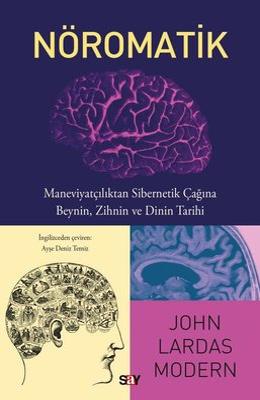 NÖROMATİK
Maneviyatçılıktan Sibernetik Çağına
Beynin, Zihnin ve Dinin Tarihi
İngilizceden çeviren:
Ayşe Deniz Temiz
JOHN
LARDAS
MODERN
say